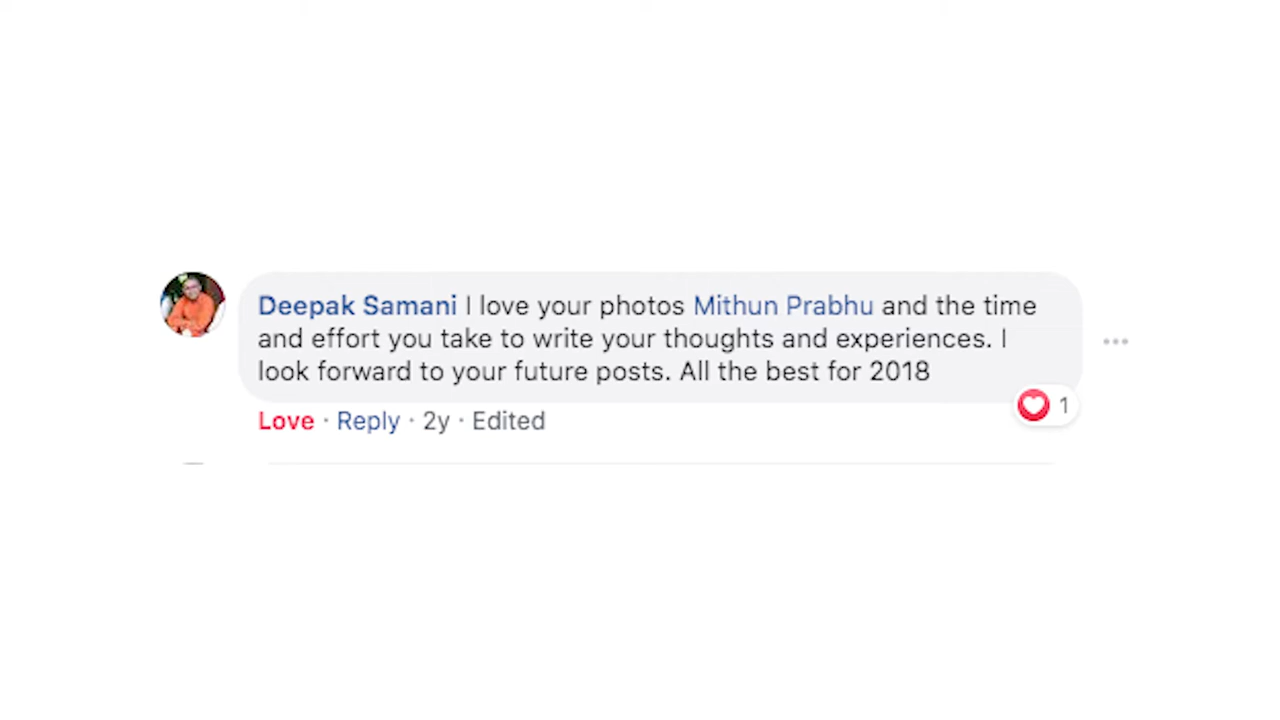 Deepak Samani I love your photos Mithun Prabhu and the time
and effort you take to write your thoughts and experiences. I
look forward to your future posts. All the best for 2018
1
Love · Reply · 2y · Edited